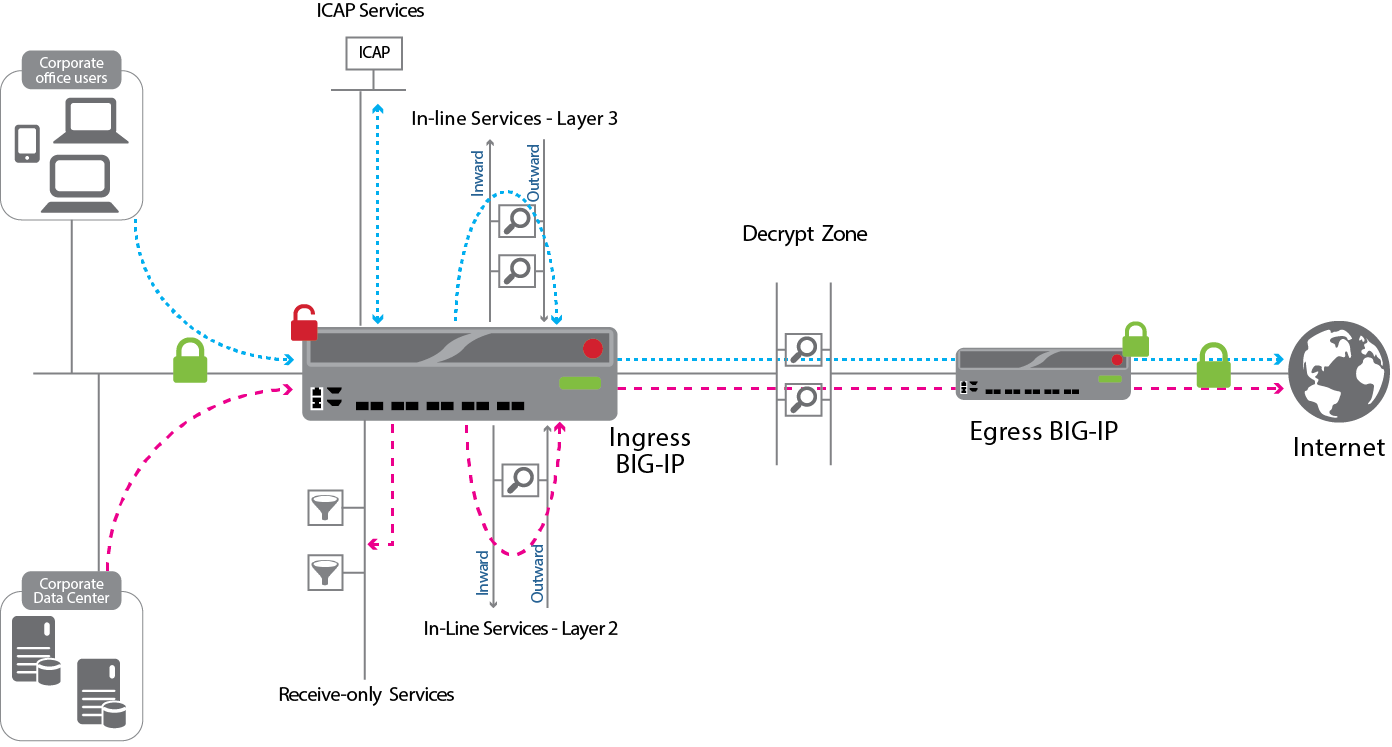 ICAP Services
ICAP
Corporate
office users
In-line Services - Layer 3
Inward
Outward
Decrypt Zone
Ingress
BIG-IP
Egress BIG-IP
Internet
Inward
Outward
Corporate
Data Center
In-Line Services - Layer 2
Receive-only Services